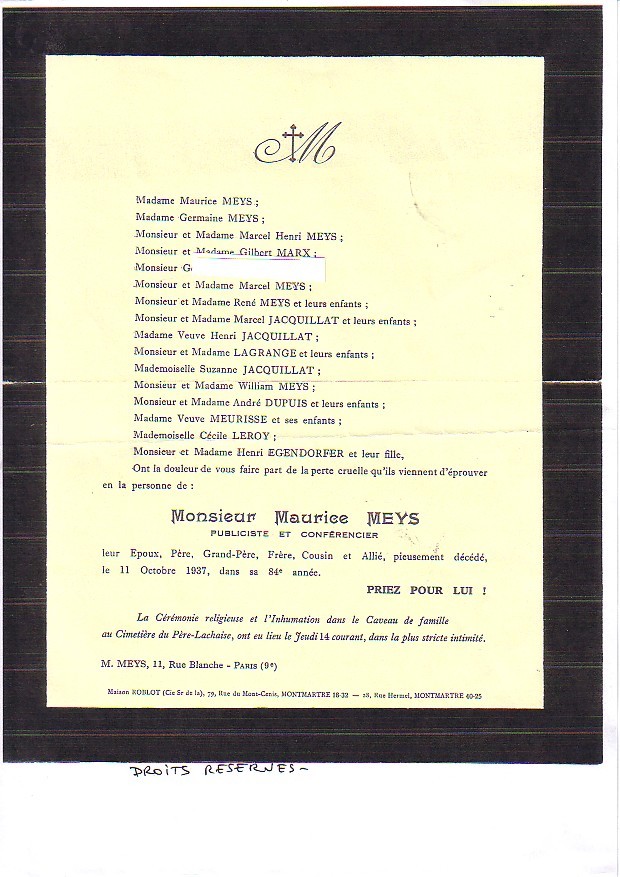 M
Madame Maurice MEYS ;
Madame Germaine MEYS ;
Monsieur et Madame Marcel Henri MEYS ;
Monsieur et Madame Gilbert MARX ;
Monsieur
Monsieur et Madame Marcel MEYS ;
Monsieur et Madame René MEYS et leurs enfants ;
Monsieur et Madame Marcel JACQUILLAT et leurs enfants ;
Madame Veuve Henri JACQUILLAT ;
Monsieur et Madame LAGRANGE et leurs enfants ;
Mademoiselle Suzanne JACQUILLAT ;
Monsieur et Madame William MEYS ;
Monsieur et Madame André DUPUIS et leurs enfants ;
Madame Veuve MEURISSE et ses enfants ;
Mademoiselle Cécile LEROY ;
Monsieur et Madame Henri EGENDORFER et leur fille,
Ont la douleur de vous faire part de la perte cruelle qu'ils viennent d'éprouver
en la personne de :
Monsieur Maurice MEYS
PUBLICISTE ET CONFÉRENCIER
leur Epoux, Père, Grand-Père, Frère, Cousin et Allié, pieusement décédé,
le 11 Octobre 1937, dans sa 84e année.
PRIEZ POUR LUI !
La Cérémonie religieuse et l'Inhumation dans le Caveau de famille
au Cimetière du Père-Lachaise, ont eu lieu le Jeudi 14 courant, dans la plus stricte intimité.
M. MEYS, 11, Rue Blanche - PARIS (9e)
Maison ROBLOT (Cie Sr de la), 79, Rue du Mont-Cenis, MONTMARTRE 18-32 — 28, Rue Hermel, MONTMARTRE 40-25
DROITS RESERVES -